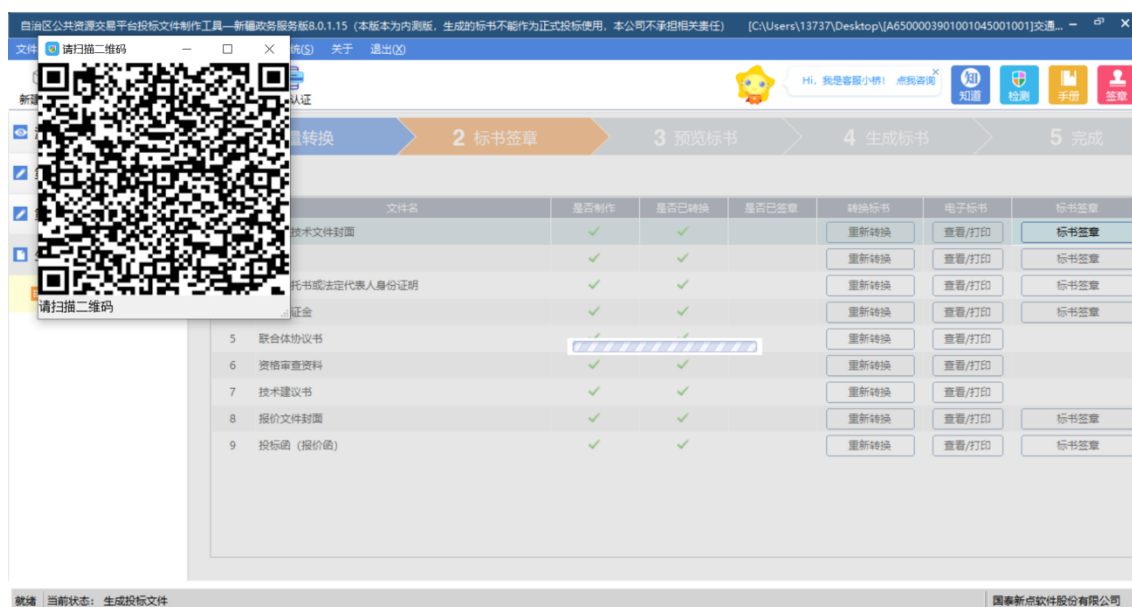 自治区公共资源交易平台投标文件制作工具—新疆政务服务版8.0.1.15（本版本为内测版，生成的标书不能作为正式投标使用，本公司不承担相关责任） [C:\Users\13737\Desktop\[A6500003901001045001001]交通...
文件 请扫描二维码 统(S) 关于 退出(X)
新建 认证 Hi，我是客服小桥！ 点我咨询 知 知道 检测 手册 签章
量转换 2 标书签章 3 预览标书 4 生成标书 5 完成
文件名 是否制作 是否已转换 是否已签章 转换标书 电子标书 标书签章
技术文件封面 重新转换 查看/打印 标书签章
重新转换 查看/打印 标书签章
托书或法定代表人身份证明 重新转换 查看/打印 标书签章
请扫描二维码 证金 重新转换 查看/打印 标书签章
5 联合体协议书 重新转换 查看/打印
6 资格审查资料 重新转换 查看/打印
7 技术建议书 重新转换 查看/打印
8 报价文件封面 重新转换 查看/打印 标书签章
9 投标函（报价函） 重新转换 查看/打印 标书签章
就绪 当前状态： 生成投标文件 国泰新点软件股份有限公司